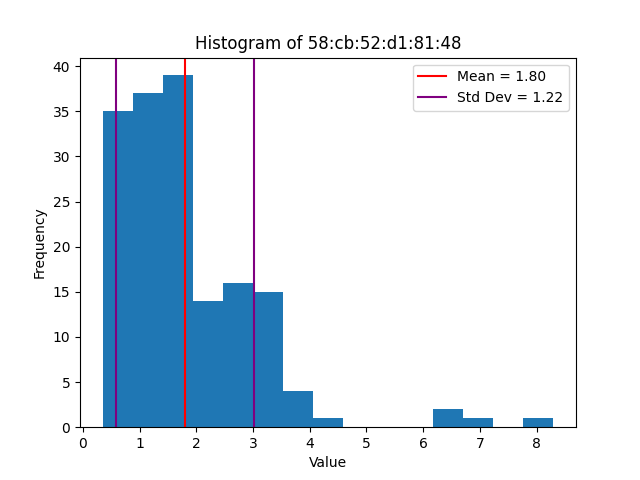 Histogram of 58:cb:52:d1:81:48
Mean = 1.80
Std Dev = 1.22
40
35
30
25
20
15
10
5
0
Frequency
0 1 2 3 4 5 6 7 8
Value